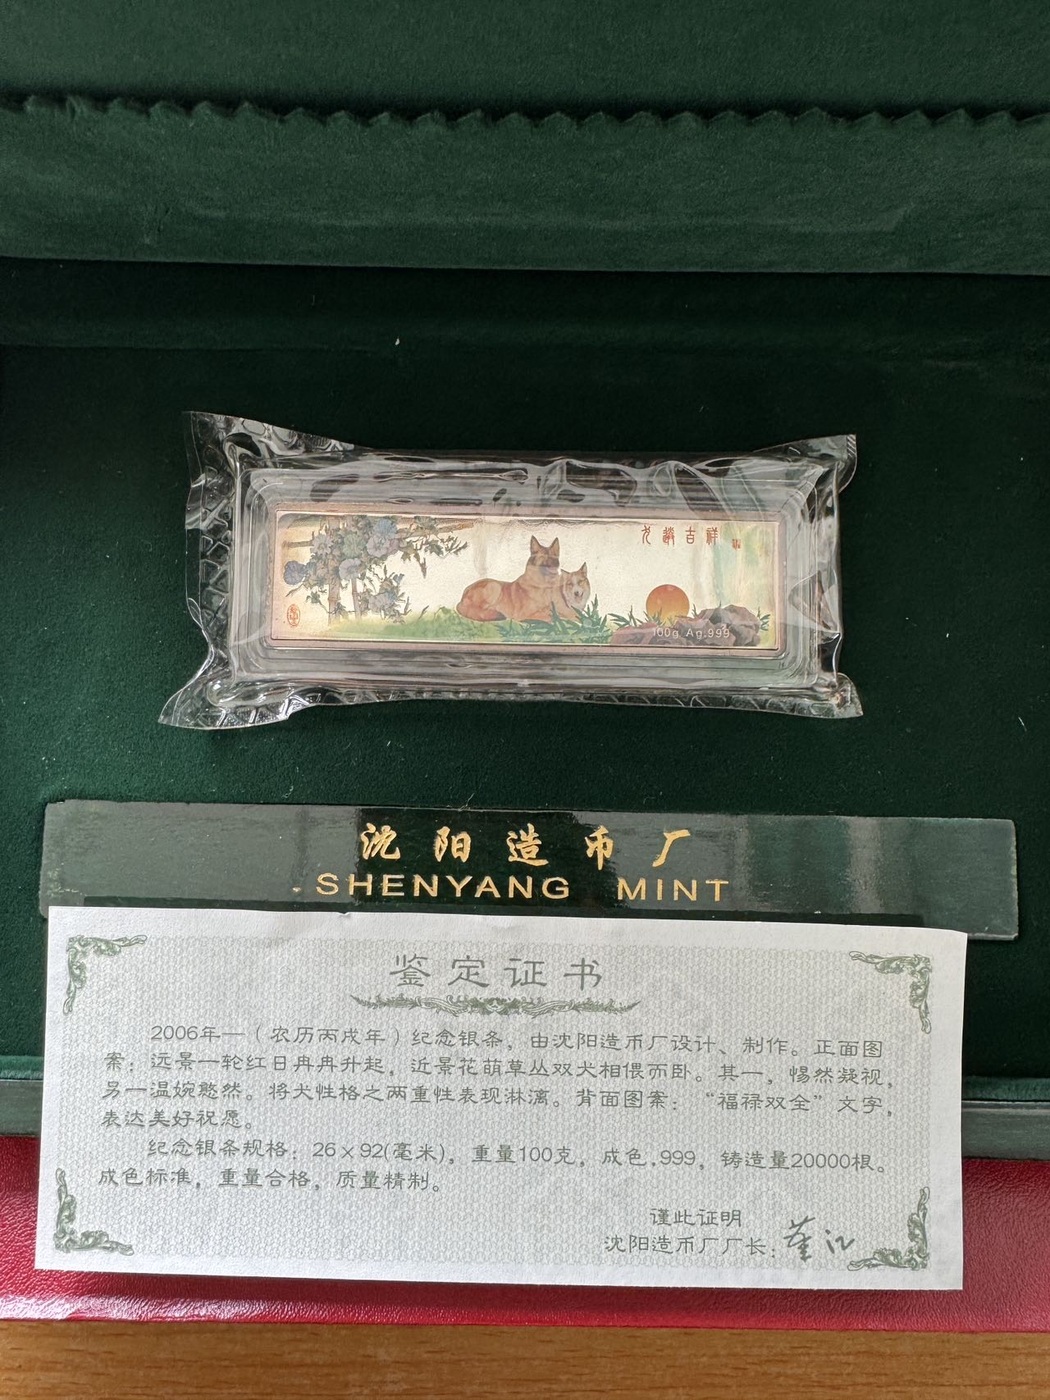 吉祥
100g Ag.999
沈阳造币厂
SHENYANG MINT
鉴定证书
2006年—（农历丙戌年）纪念银条，由沈阳造币厂设计、制作。正面图
案：远景一轮红日冉冉升起，近景花萌草丛双犬相偎而卧。其一，惕然凝视，
另一温婉憨然。将犬性格之两重性表现淋漓。背面图案：“福禄双全”文字，
表达美好祝愿。
纪念银条规格：26×92(毫米)，重量100克，成色.999，铸造量20000根。
成色标准，重量合格，质量精制。
谨此证明
沈阳造币厂厂长：